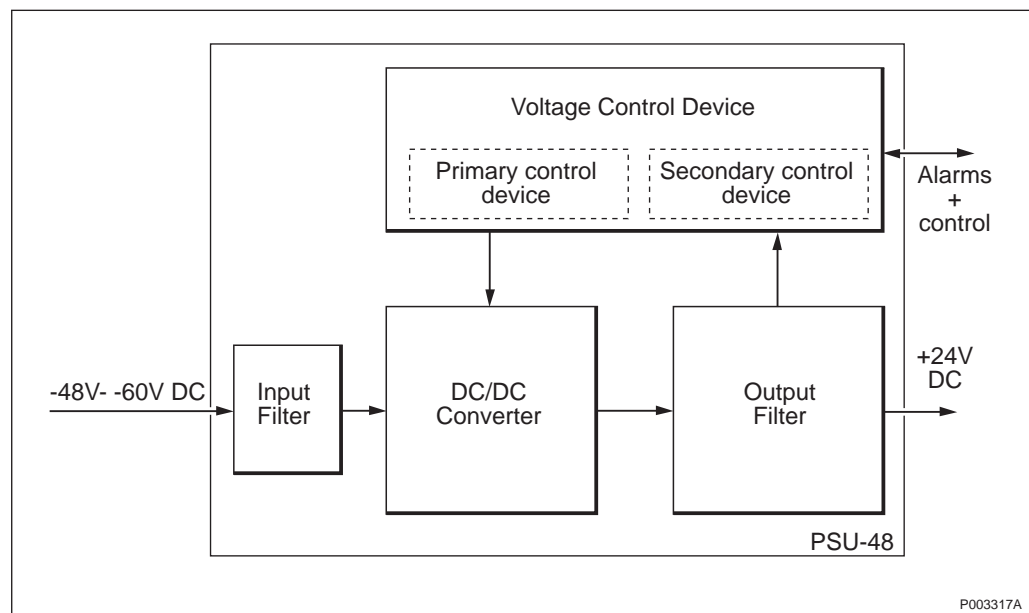 Voltage Control Device
Primary control
device
Secondary control
device
Alarms
+
control
-48V- -60V DC
Input
Filter
DC/DC
Converter
Output
Filter
+24V
DC
PSU-48
P003317A